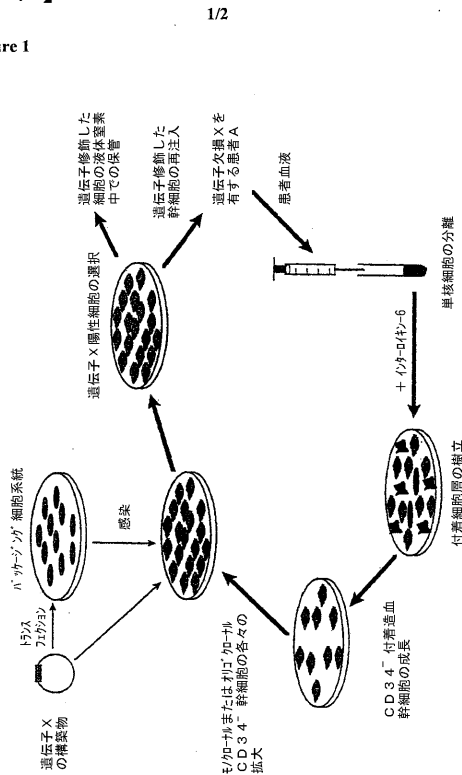 1/2
ure 1
遺伝子X
の構築物
トランス
フェクション
パッケージング細胞系統
感染
遺伝子X陽性細胞の選択
遺伝子修飾した
細胞の液体窒素
中での保管
遺伝子修飾した
幹細胞の再注入
遺伝子欠損Xを
有する患者A
患者血液
単核細胞の分離
+インターロイキン-6
付着細胞層の樹立
CD34⁻ 付着造血
幹細胞の成長
モノクローナルまたはオリゴクローナル
CD34⁻ 幹細胞の各々の
拡大